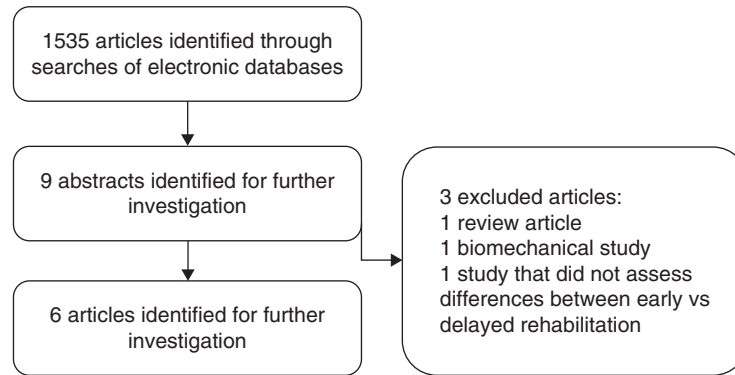 1535 articles identified through
searches of electronic databases
9 abstracts identified for further
investigation
3 excluded articles:
1 review article
1 biomechanical study
1 study that did not assess
differences between early vs
delayed rehabilitation
6 articles identified for further
investigation